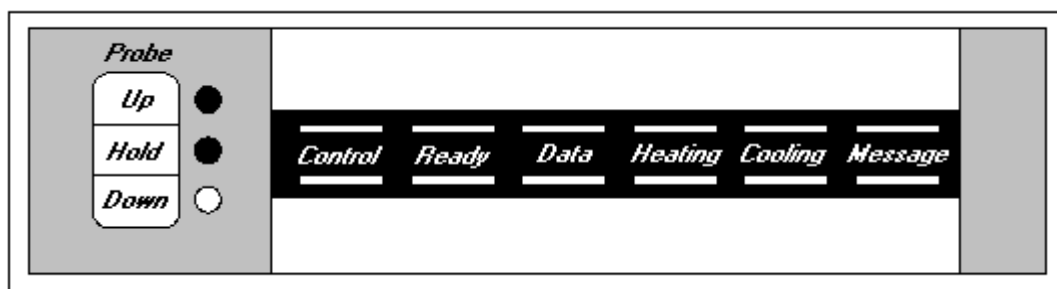 Probe
Up
Hold
Down
Control Ready Data Heating Cooling Message